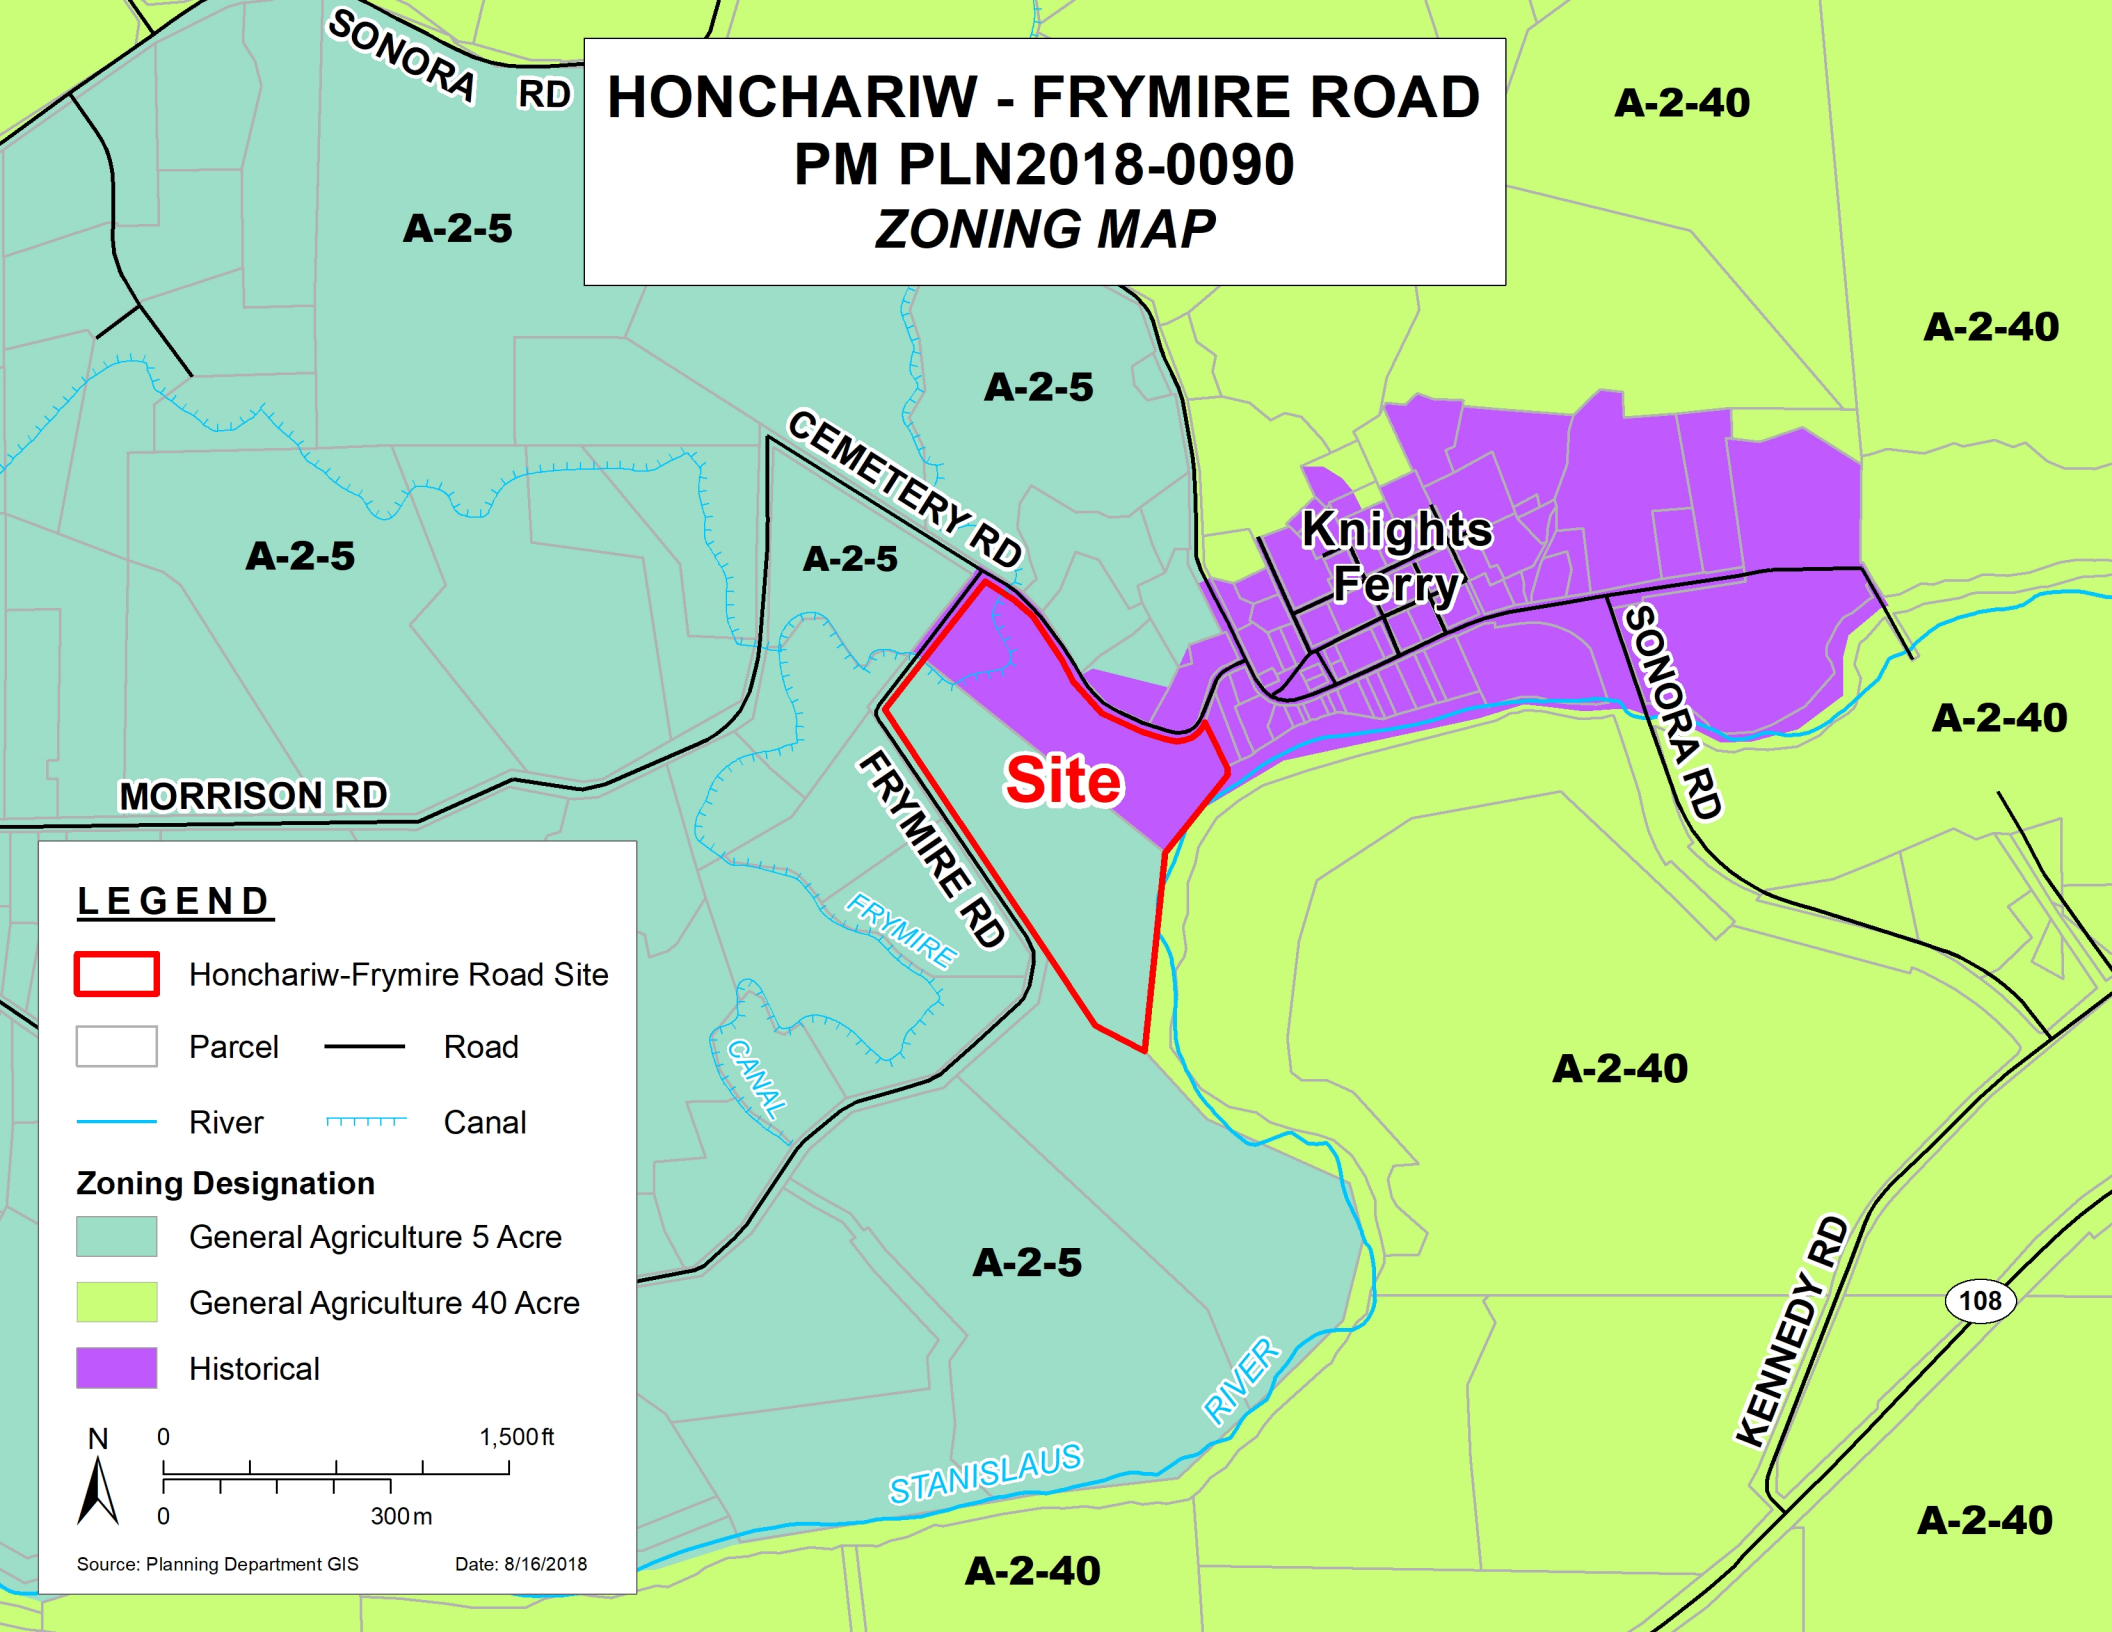 HONCHARIW - FRYMIRE ROAD
PM PLN2018-0090
ZONING MAP
SONORA RD
A-2-40
A-2-5
A-2-40
A-2-5
CEMETERY RD
Knights
Ferry
A-2-5
A-2-5
SONORA RD
A-2-40
Site
MORRISON RD
FRYMIRE RD
FRYMIRE
CANAL
A-2-40
A-2-5
KENNEDY RD
108
RIVER
STANISLAUS
A-2-40
A-2-40
LEGEND
Honchariw-Frymire Road Site
Parcel
Road
River
Canal
Zoning Designation
General Agriculture 5 Acre
General Agriculture 40 Acre
Historical
N
0 1,500 ft
0 300 m
Source: Planning Department GIS Date: 8/16/2018